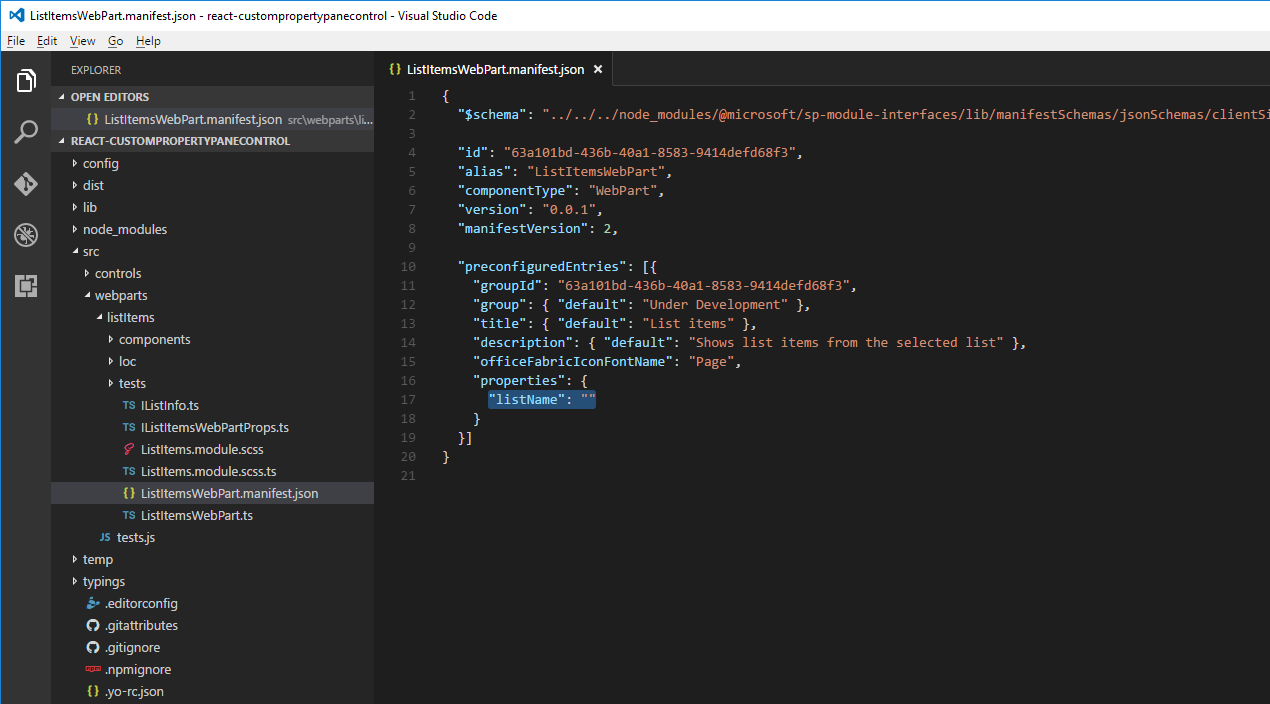 ListItemsWebPart.manifest.json - react-custompropertypanecontrol - Visual Studio Code
File Edit View Go Help
EXPLORER
OPEN EDITORS
{} ListItemsWebPart.manifest.json src\webparts\li...
REACT-CUSTOMPROPERTYPANECONTROL
config
dist
lib
node_modules
src
controls
webparts
listItems
components
loc
tests
TS IListInfo.ts
TS IListItemsWebPartProps.ts
ListItems.module.scss
TS ListItems.module.scss.ts
{} ListItemsWebPart.manifest.json
TS ListItemsWebPart.ts
JS tests.js
temp
typings
.editorconfig
.gitattributes
.gitignore
npm .npmignore
{} .yo-rc.json
{} ListItemsWebPart.manifest.json ×
1 {
2 "$schema": "../../../node_modules/@microsoft/sp-module-interfaces/lib/manifestSchemas/jsonSchemas/clientSi
3
4 "id": "63a101bd-436b-40a1-8583-9414defd68f3",
5 "alias": "ListItemsWebPart",
6 "componentType": "WebPart",
7 "version": "0.0.1",
8 "manifestVersion": 2,
9
10 "preconfiguredEntries": [{
11 "groupId": "63a101bd-436b-40a1-8583-9414defd68f3",
12 "group": { "default": "Under Development" },
13 "title": { "default": "List items" },
14 "description": { "default": "Shows list items from the selected list" },
15 "officeFabricIconFontName": "Page",
16 "properties": {
17 "listName": ""
18 }
19 }]
20 }
21